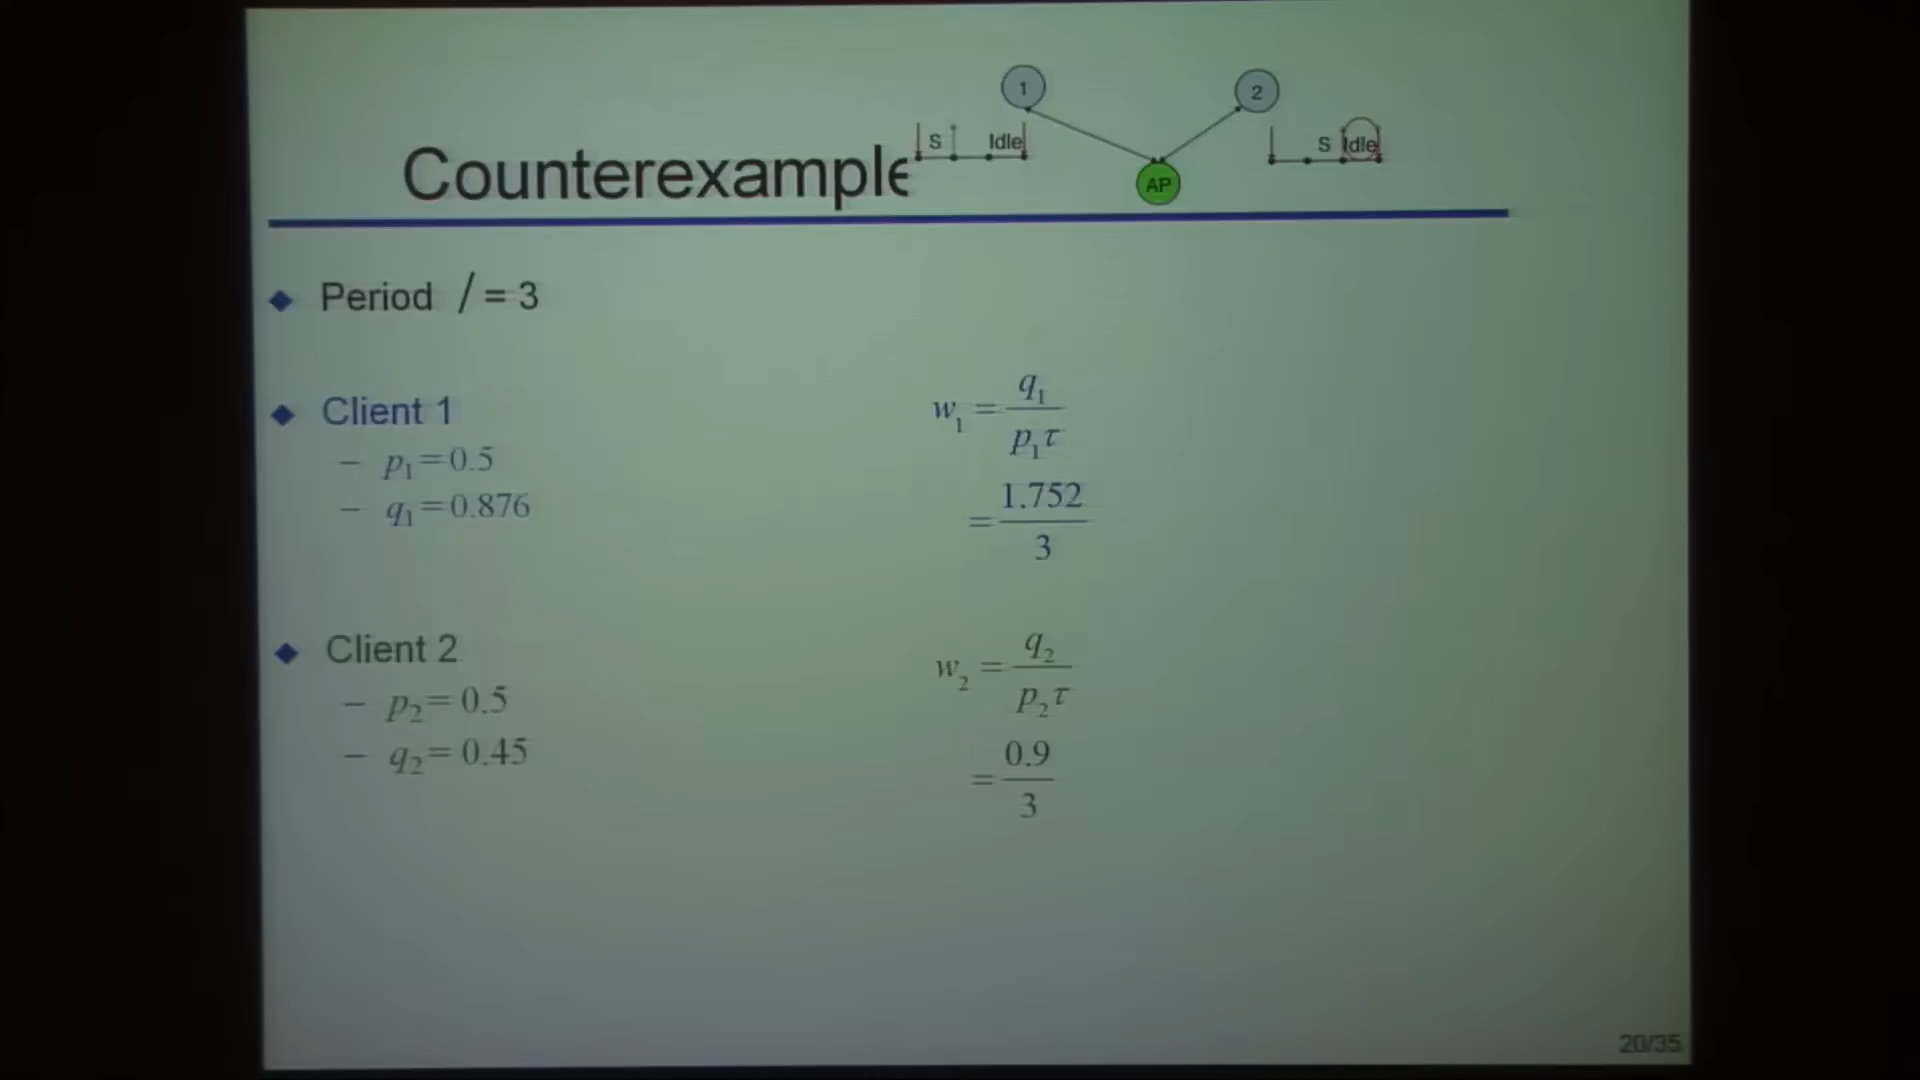 1
2
S Idle
S Idle
AP
Counterexample
Period / = 3
Client 1
– p₁=0.5
– q₁=0.876
w₁ = q₁ / p₁τ
= 1.752 / 3
Client 2
– p₂= 0.5
– q₂= 0.45
w₂ = q₂ / p₂τ
= 0.9 / 3
20/35